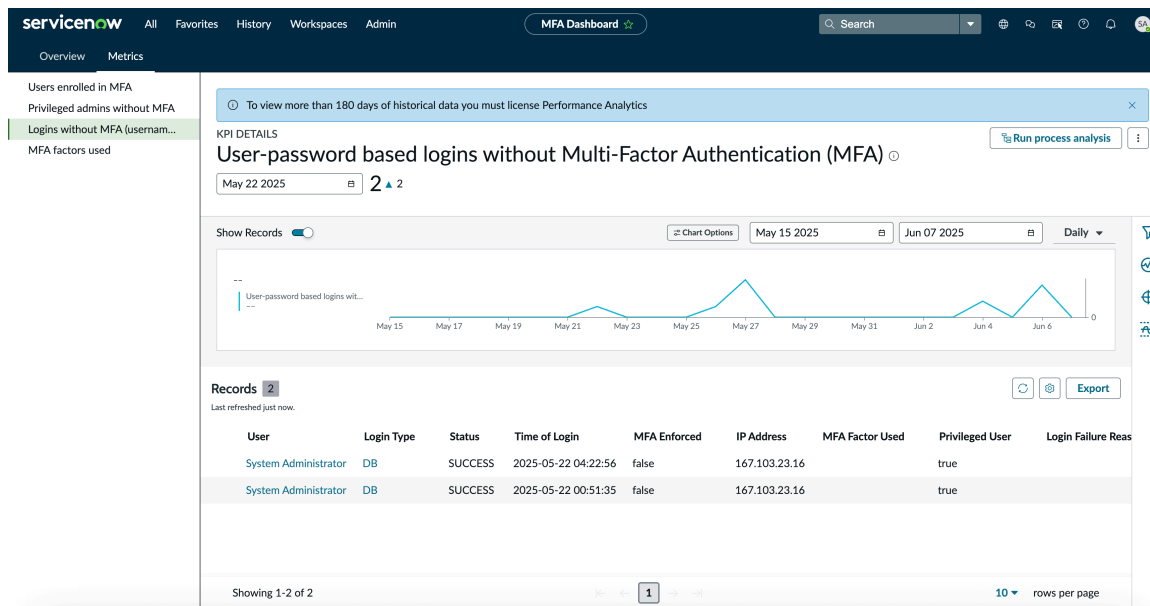 servicenow All Favorites History Workspaces Admin MFA Dashboard Search SA
Overview Metrics
Users enrolled in MFA
Privileged admins without MFA
Logins without MFA (usernam...
MFA factors used
To view more than 180 days of historical data you must license Performance Analytics
KPI DETAILS
User-password based logins without Multi-Factor Authentication (MFA)
Run process analysis
May 22 2025 2 ▲ 2
Show Records Chart Options May 15 2025 Jun 07 2025 Daily
--
User-password based logins wit...
--
0
May 15 May 17 May 19 May 21 May 23 May 25 May 27 May 29 May 31 Jun 2 Jun 4 Jun 6
Records 2 Export
Last refreshed just now.
User Login Type Status Time of Login MFA Enforced IP Address MFA Factor Used Privileged User Login Failure Reas
System Administrator DB SUCCESS 2025-05-22 04:22:56 false 167.103.23.16 true
System Administrator DB SUCCESS 2025-05-22 00:51:35 false 167.103.23.16 true
Showing 1-2 of 2 1 10 rows per page